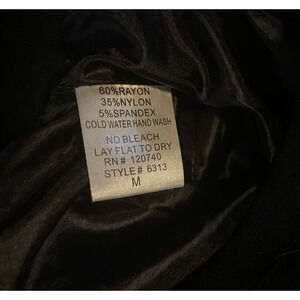 60%RAYON
35%NYLON
5%SPANDEX
COLD WATER HAND WASH
NO BLEACH
LAY FLAT TO DRY
RN# 120740
STYLE# 6313
M